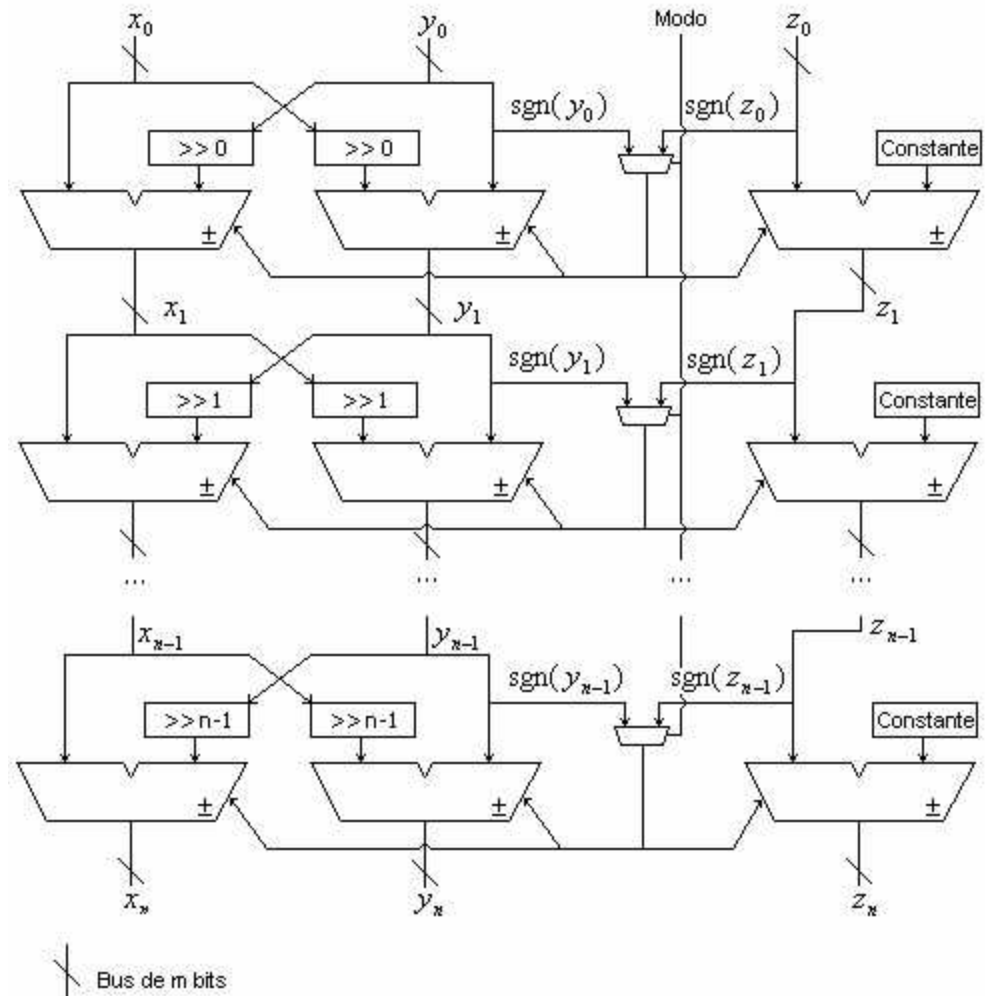 x₀ y₀ Modo z₀
sgn(y₀) sgn(z₀)
>>0 >>0 Constante
± ± ±
x₁ y₁ z₁
sgn(y₁) sgn(z₁)
>>1 >>1 Constante
± ± ±
... ... ... ...
xₙ₋₁ yₙ₋₁ zₙ₋₁
sgn(yₙ₋₁) sgn(zₙ₋₁)
>>n-1 >>n-1 Constante
± ± ±
xₙ yₙ zₙ
Bus de m bits